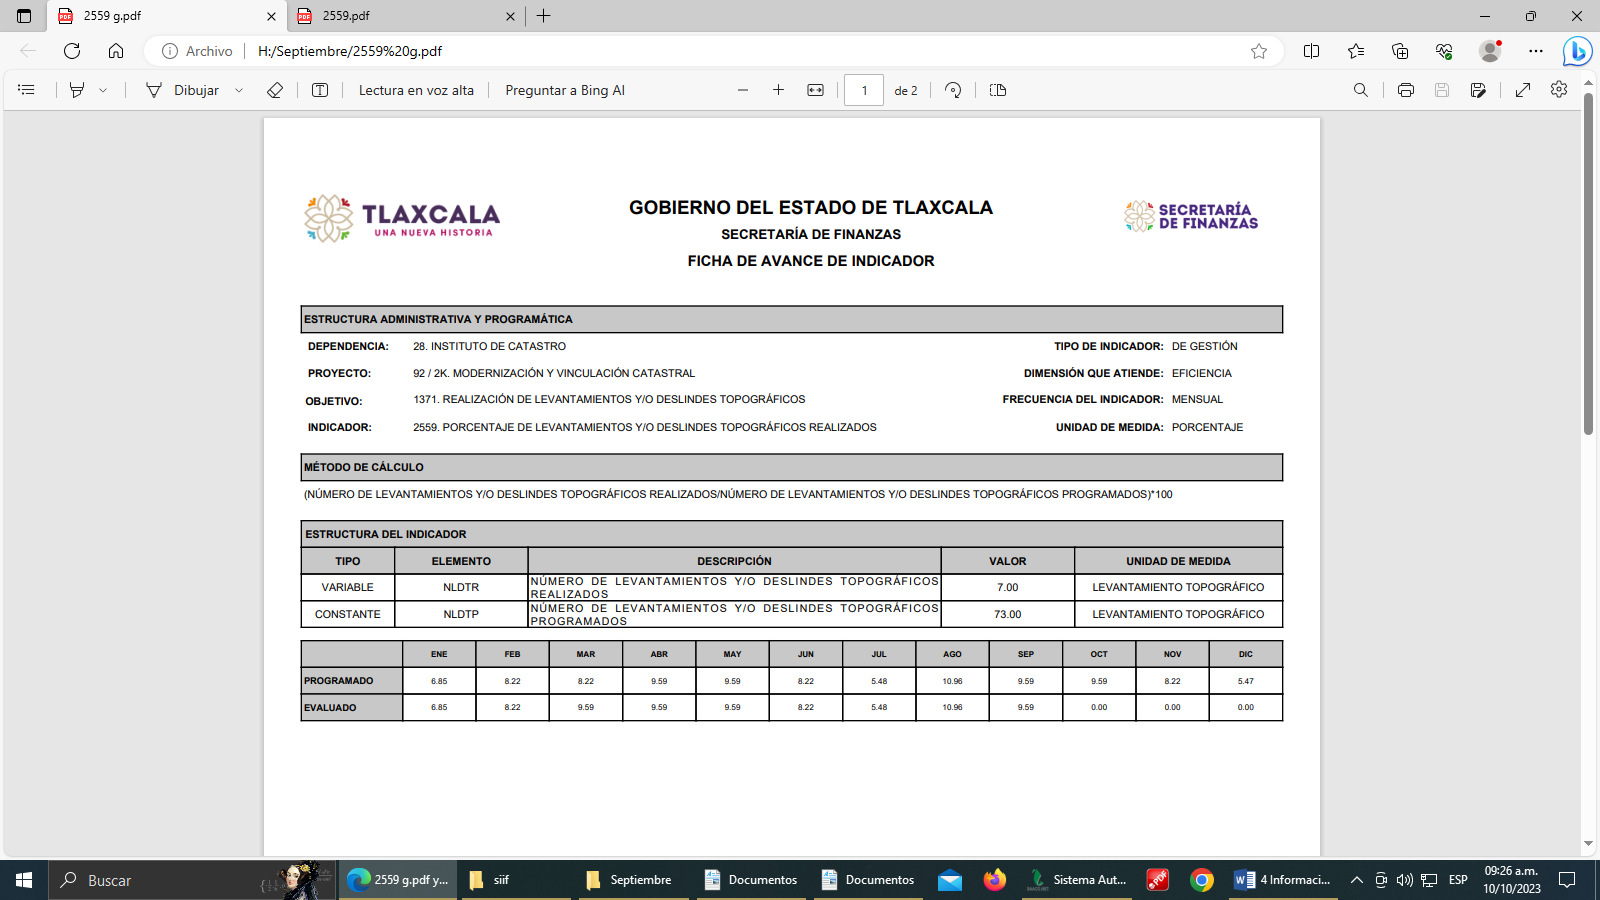 2559 g.pdf
2559.pdf
Archivo
H:/Septiembre/2559%20g.pdf
Dibujar
Lectura en voz alta
Preguntar a Bing AI
1
de 2
TLAXCALA
UNA NUEVA HISTORIA
GOBIERNO DEL ESTADO DE TLAXCALA
SECRETARÍA DE FINANZAS
FICHA DE AVANCE DE INDICADOR
SECRETARÍA
DE FINANZAS
ESTRUCTURA ADMINISTRATIVA Y PROGRAMÁTICA
DEPENDENCIA: 28. INSTITUTO DE CATASTRO TIPO DE INDICADOR: DE GESTIÓN
PROYECTO: 92 / 2K. MODERNIZACIÓN Y VINCULACIÓN CATASTRAL DIMENSIÓN QUE ATIENDE: EFICIENCIA
OBJETIVO: 1371. REALIZACIÓN DE LEVANTAMIENTOS Y/O DESLINDES TOPOGRÁFICOS FRECUENCIA DEL INDICADOR: MENSUAL
INDICADOR: 2559. PORCENTAJE DE LEVANTAMIENTOS Y/O DESLINDES TOPOGRÁFICOS REALIZADOS UNIDAD DE MEDIDA: PORCENTAJE
MÉTODO DE CÁLCULO
(NÚMERO DE LEVANTAMIENTOS Y/O DESLINDES TOPOGRÁFICOS REALIZADOS/NÚMERO DE LEVANTAMIENTOS Y/O DESLINDES TOPOGRÁFICOS PROGRAMADOS)*100
ESTRUCTURA DEL INDICADOR
TIPO ELEMENTO DESCRIPCIÓN VALOR UNIDAD DE MEDIDA
VARIABLE NLDTR NÚMERO DE LEVANTAMIENTOS Y/O DESLINDES TOPOGRÁFICOS REALIZADOS 7.00 LEVANTAMIENTO TOPOGRÁFICO
CONSTANTE NLDTP NÚMERO DE LEVANTAMIENTOS Y/O DESLINDES TOPOGRÁFICOS PROGRAMADOS 73.00 LEVANTAMIENTO TOPOGRÁFICO
ENE FEB MAR ABR MAY JUN JUL AGO SEP OCT NOV DIC
PROGRAMADO 6.85 8.22 8.22 9.59 9.59 8.22 5.48 10.96 9.59 9.59 8.22 5.47
EVALUADO 6.85 8.22 9.59 9.59 9.59 8.22 5.48 10.96 9.59 0.00 0.00 0.00
Buscar
2559 g.pdf y...
siif
Septiembre
Documentos
Documentos
Sistema Aut...
4 Informaci...
ESP
09:26 a.m.
10/10/2023